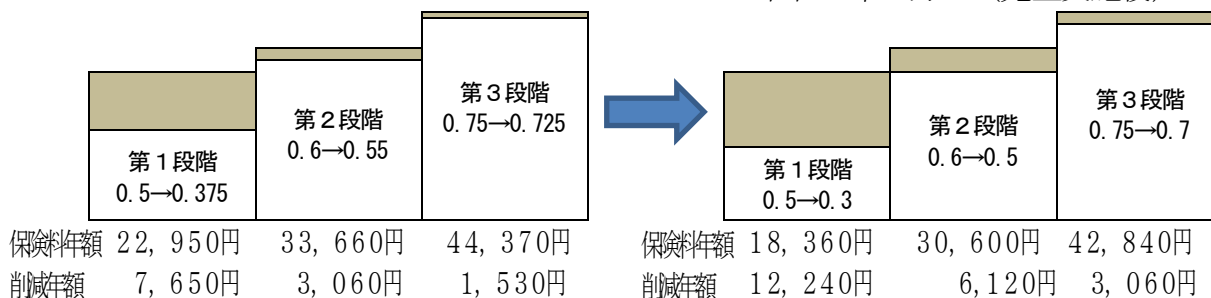 第３段階
0.75→0.725
第２段階
0.6→0.55
第１段階
0.5→0.375
保険料年額 22,950円 33,660円 44,370円
削減年額 7,650円 3,060円 1,530円
第３段階
0.75→0.7
第２段階
0.6→0.5
第１段階
0.5→0.3
保険料年額 18,360円 30,600円 42,840円
削減年額 12,240円 6,120円 3,060円